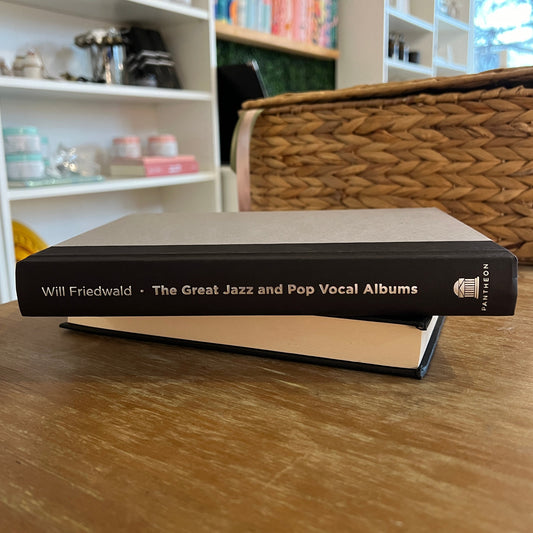 Will Friedwald · The Great Jazz and Pop Vocal Albums
PANTHEON